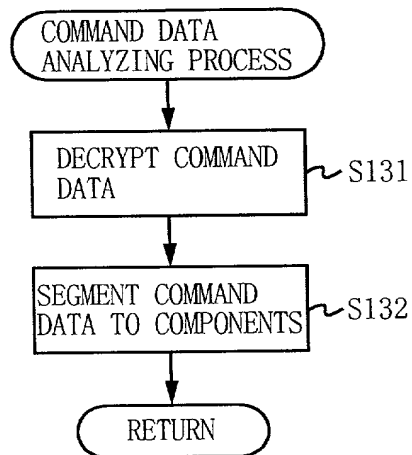 COMMAND DATA
ANALYZING PROCESS
DECRYPT COMMAND
DATA
S131
SEGMENT COMMAND
DATA TO COMPONENTS
S132
RETURN